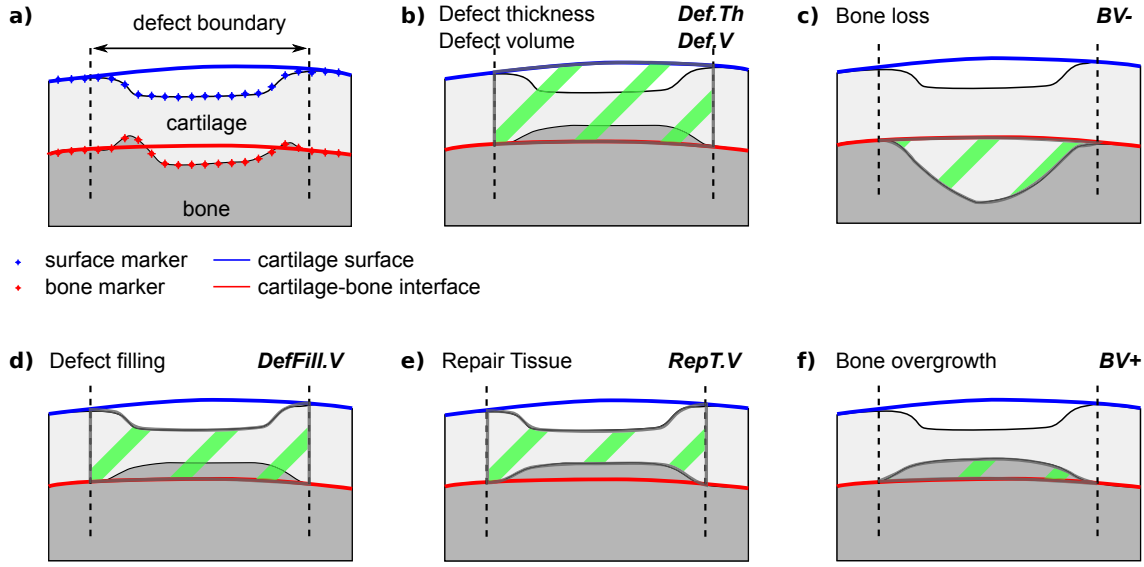 a) defect boundary
cartilage
bone
surface marker cartilage surface
bone marker cartilage-bone interface
b) Defect thickness Def.Th
Defect volume Def.V
c) Bone loss BV-
d) Defect filling DefFill.V
e) Repair Tissue RepT.V
f) Bone overgrowth BV+